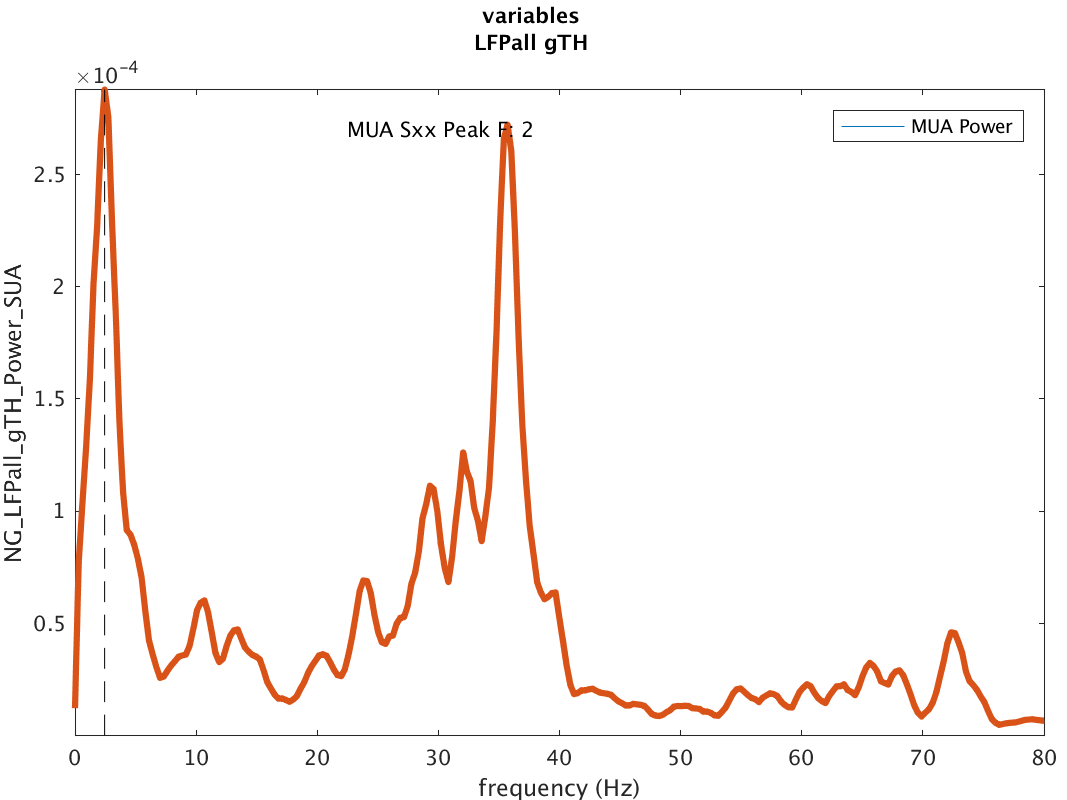 variables
LFPall gTH
×10⁻⁴
MUA Sxx Peak F: 2
MUA Power
2.5
2
1.5
1
0.5
NG_LFPall_gTH_Power_SUA
0 10 20 30 40 50 60 70 80
frequency (Hz)